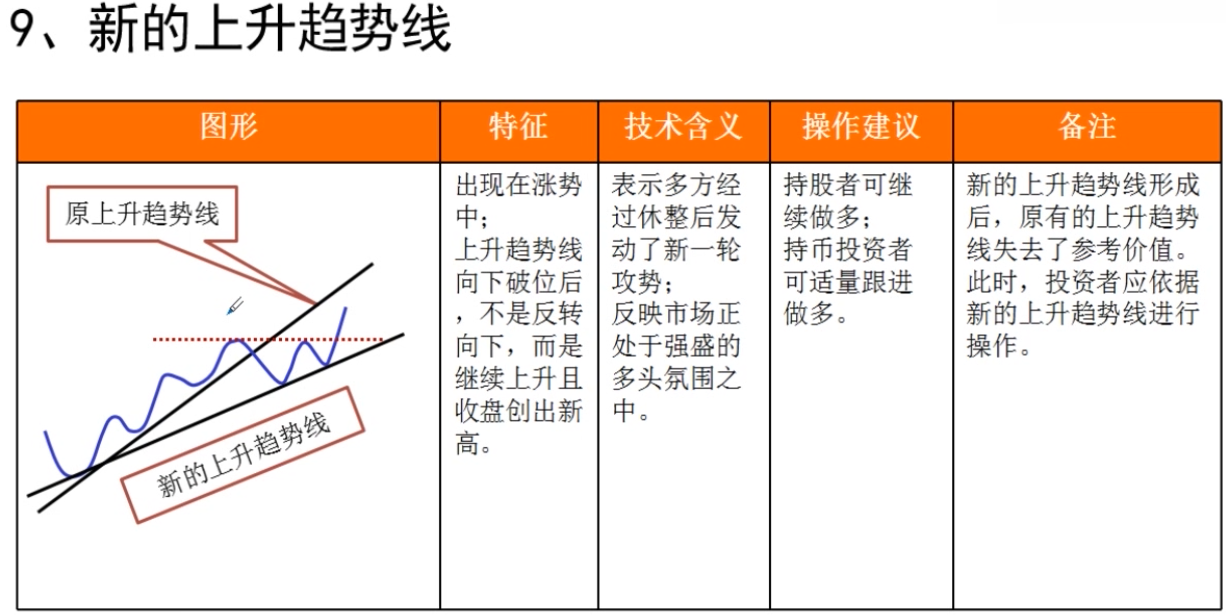 9、新的上升趋势线
图形
特征
技术含义
操作建议
备注
原上升趋势线
新的上升趋势线
出现在涨势
中；
上升趋势线
向下破位后
，不是反转
向下，而是
继续上升且
收盘创出新
高。
表示多方经
过休整后发
动了新一轮
攻势；
反映市场正
处于强盛的
多头氛围之
中。
持股者可继
续做多；
持币投资者
可适量跟进
做多。
新的上升趋势线形成
后，原有的上升趋势
线失去了参考价值。
此时，投资者应依据
新的上升趋势线进行
操作。